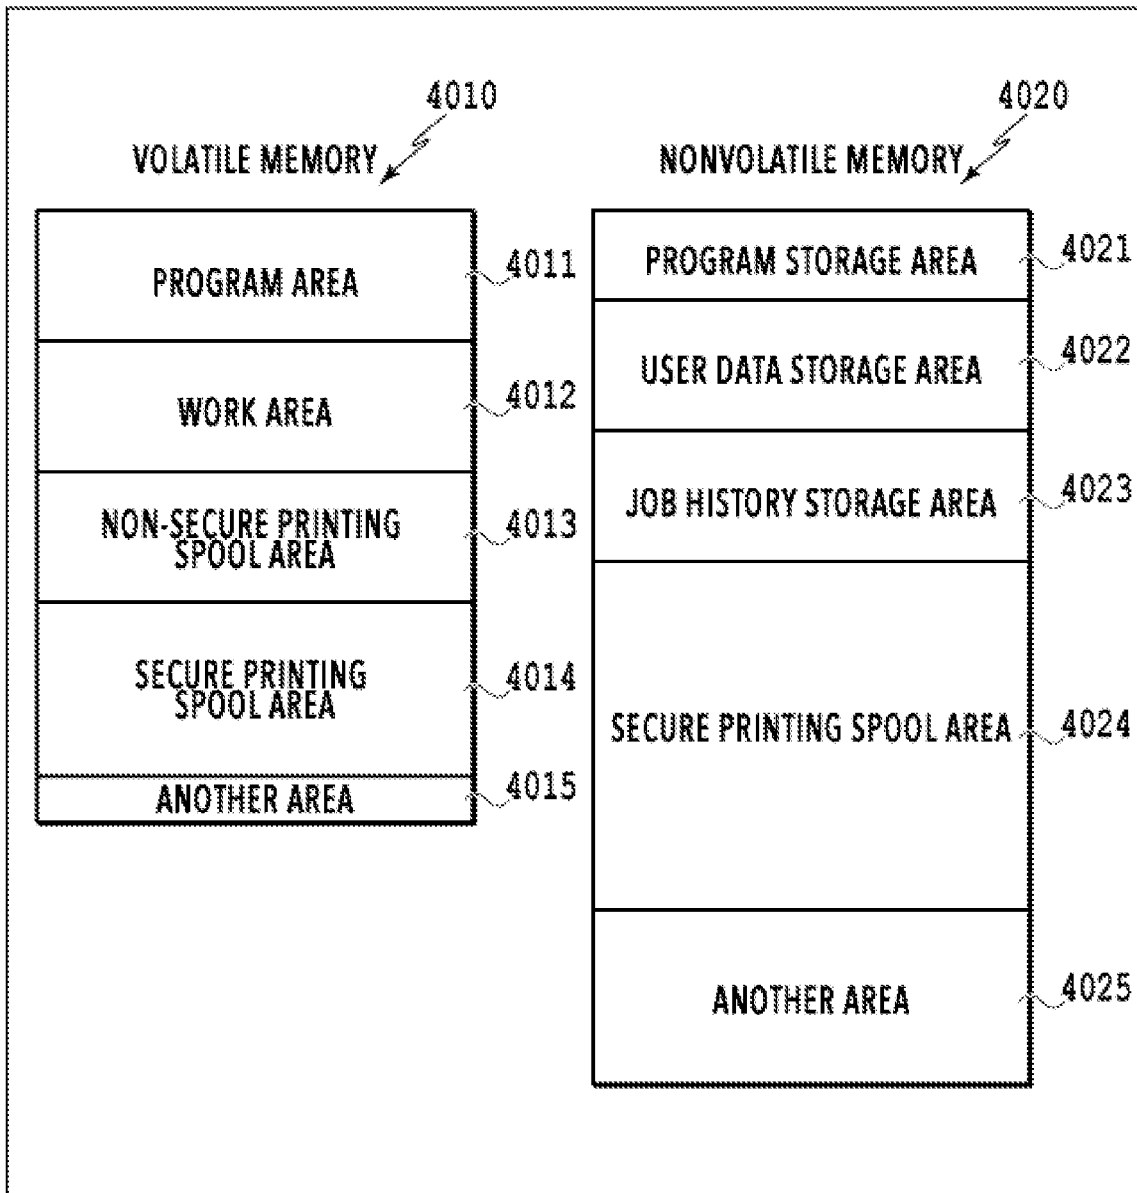 4010
VOLATILE MEMORY
PROGRAM AREA
4011
WORK AREA
4012
NON-SECURE PRINTING
SPOOL AREA
4013
SECURE PRINTING
SPOOL AREA
4014
ANOTHER AREA
4015
4020
NONVOLATILE MEMORY
PROGRAM STORAGE AREA
4021
USER DATA STORAGE AREA
4022
JOB HISTORY STORAGE AREA
4023
SECURE PRINTING SPOOL AREA
4024
ANOTHER AREA
4025